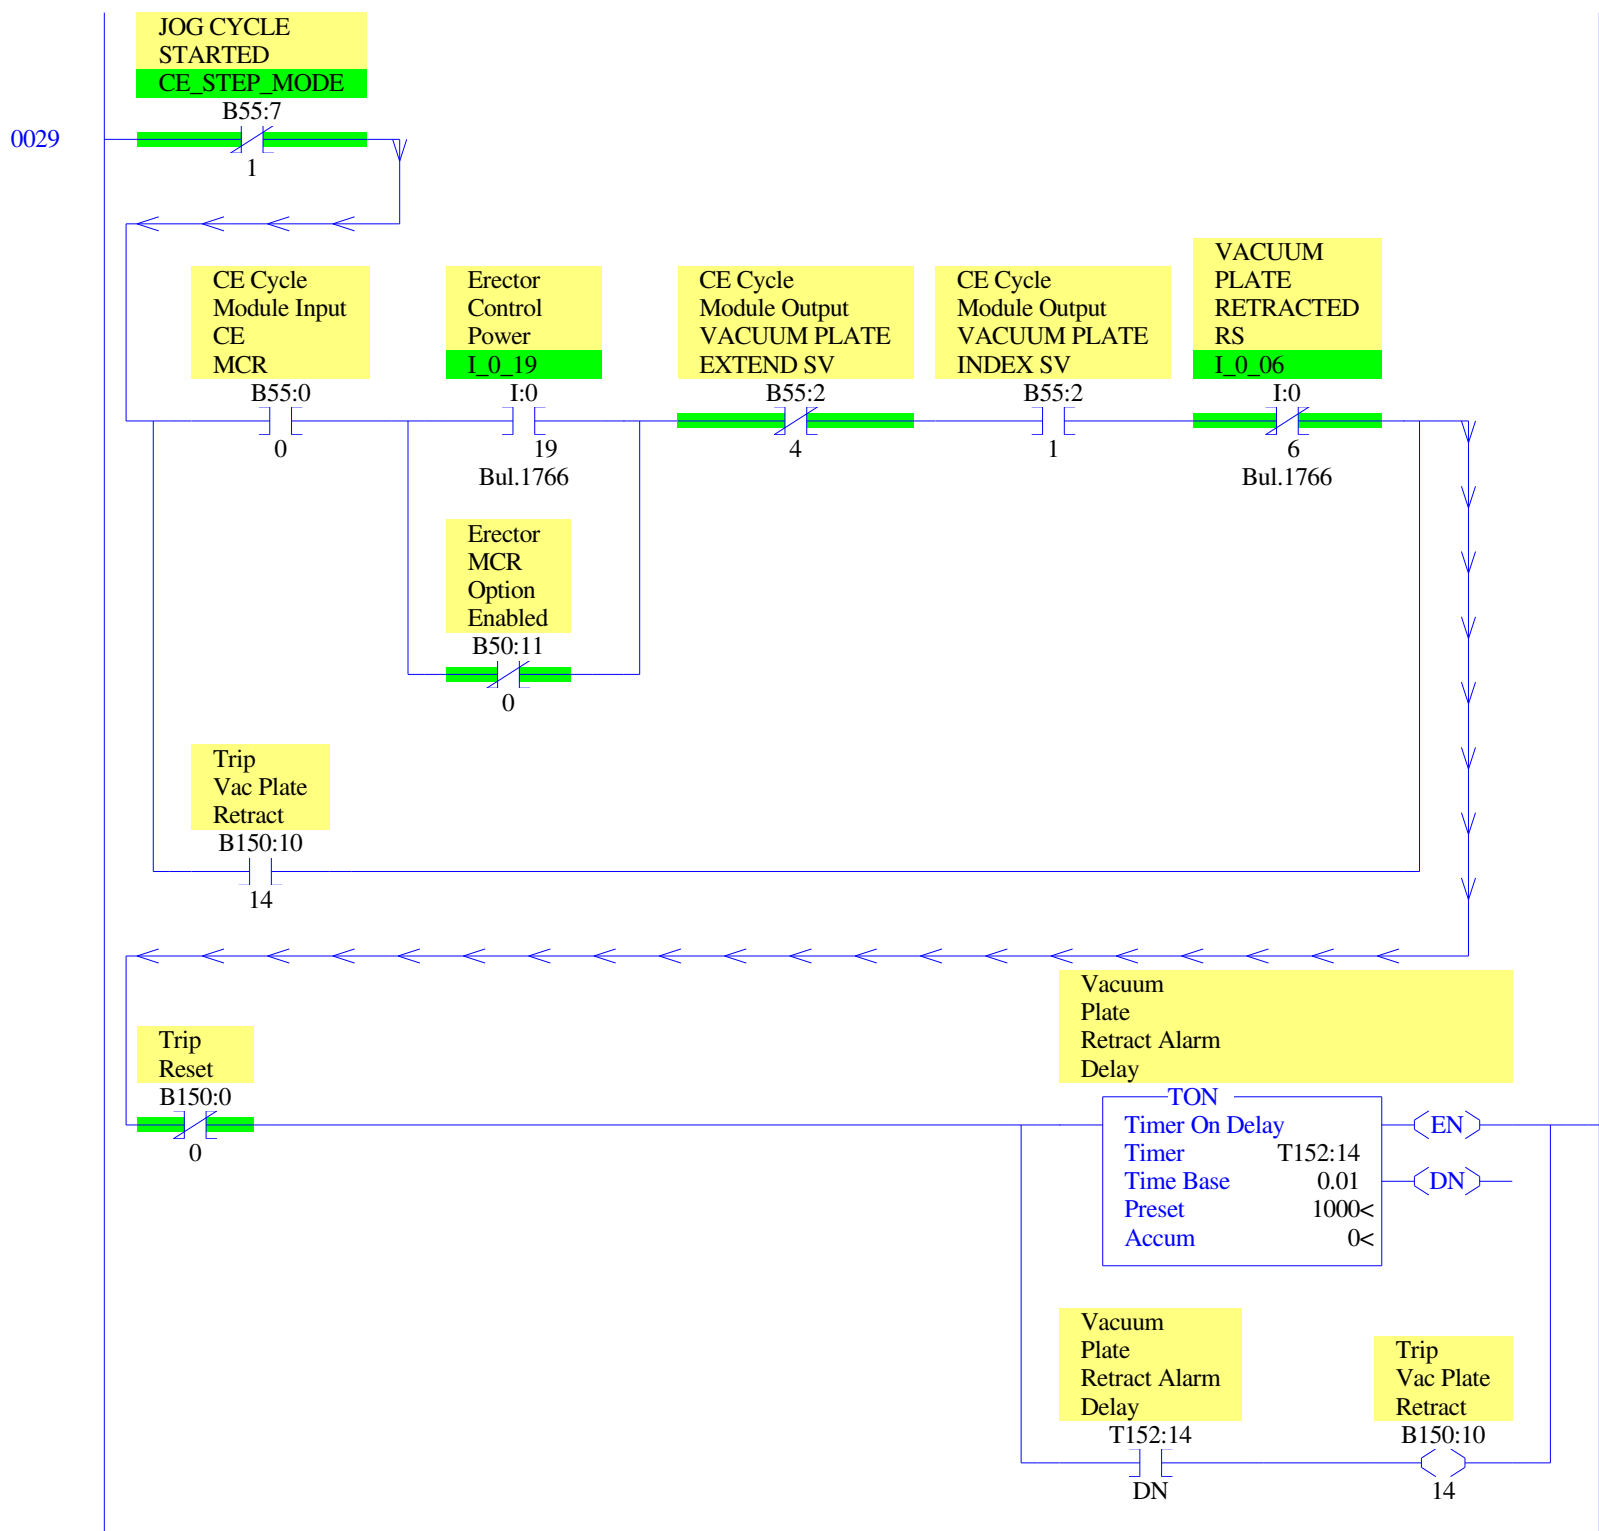 JOG CYCLE
STARTED
CE_STEP_MODE
B55:7
0029
1
CE Cycle
Module Input
CE
MCR
B55:0
0
Erector
Control
Power
I_0_19
I:0
19
Bul.1766
CE Cycle
Module Output
VACUUM PLATE
EXTEND SV
B55:2
4
CE Cycle
Module Output
VACUUM PLATE
INDEX SV
B55:2
1
VACUUM
PLATE
RETRACTED
RS
I_0_06
I:0
6
Bul.1766
Erector
MCR
Option
Enabled
B50:11
0
Trip
Vac Plate
Retract
B150:10
14
Trip
Reset
B150:0
0
Vacuum
Plate
Retract Alarm
Delay
TON
Timer On Delay
Timer T152:14
Time Base 0.01
Preset 1000<
Accum 0<
EN
DN
Vacuum
Plate
Retract Alarm
Delay
T152:14
DN
Trip
Vac Plate
Retract
B150:10
14